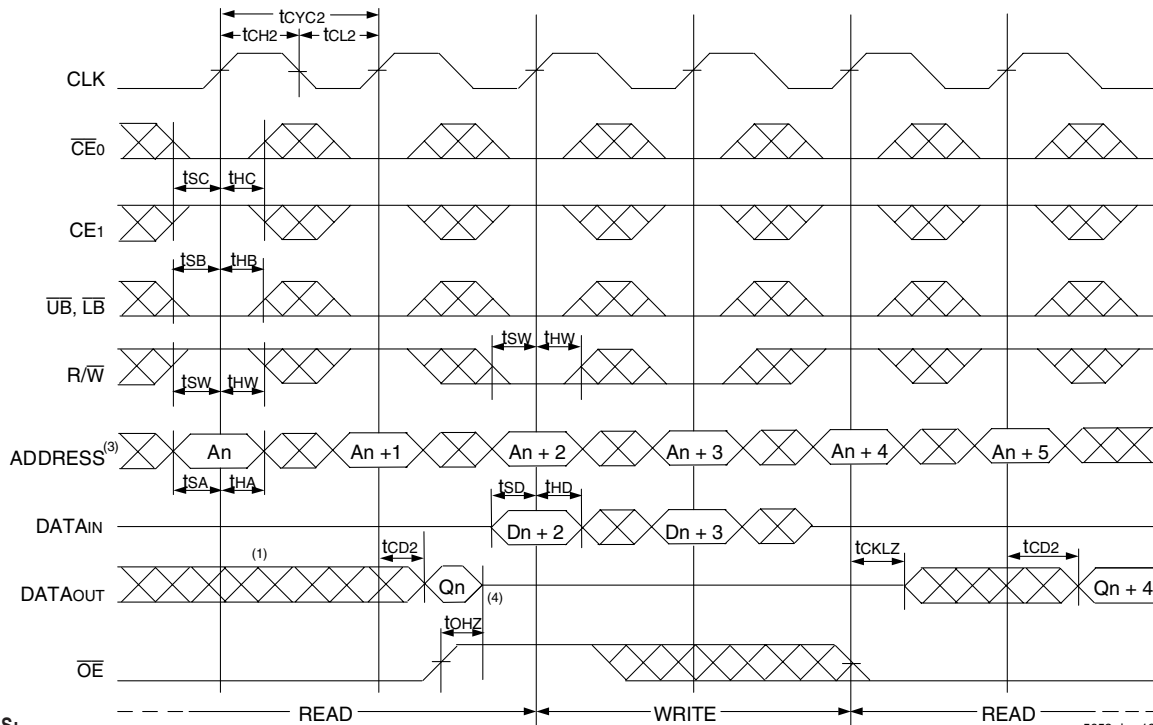 tCYC2
tCH2 tCL2
CLK
CE0
tSC tHC
CE1
tSB tHB
UB, LB
tSW tHW
R/W
tSW tHW
ADDRESS(3) An An +1 An + 2 An + 3 An + 4 An + 5
tSA tHA tSD tHD
DATAIN Dn + 2 Dn + 3
(1) tCD2 tCKLZ tCD2
DATAOUT Qn (4) Qn + 4
tOHZ
OE
READ WRITE READ